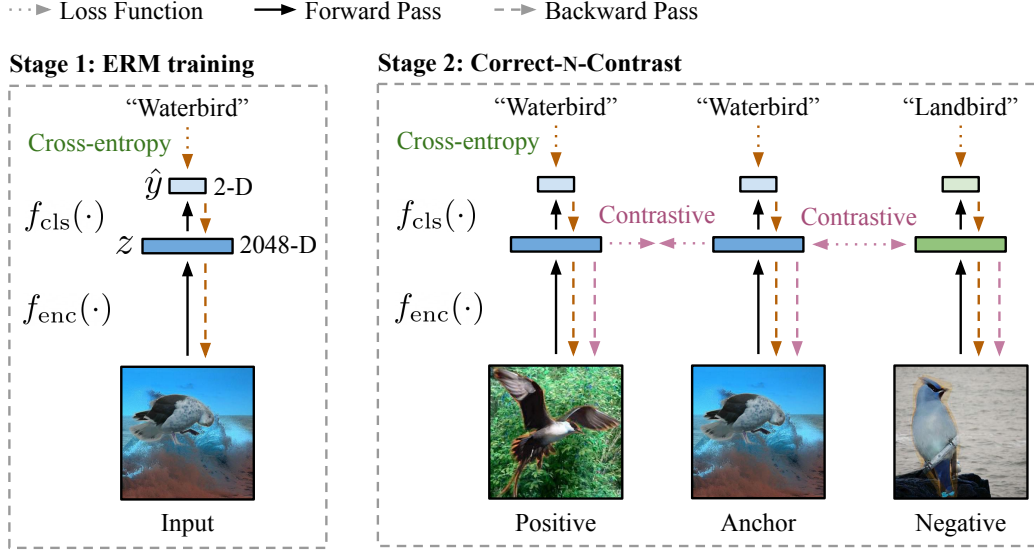 Loss Function Forward Pass Backward Pass
Stage 1: ERM training
"Waterbird"
Cross-entropy
ŷ 2-D
f_cls(·)
z 2048-D
f_enc(·)
Input
Stage 2: Correct-N-Contrast
"Waterbird" "Waterbird" "Landbird"
Cross-entropy
f_cls(·) Contrastive Contrastive
f_enc(·)
Positive Anchor Negative